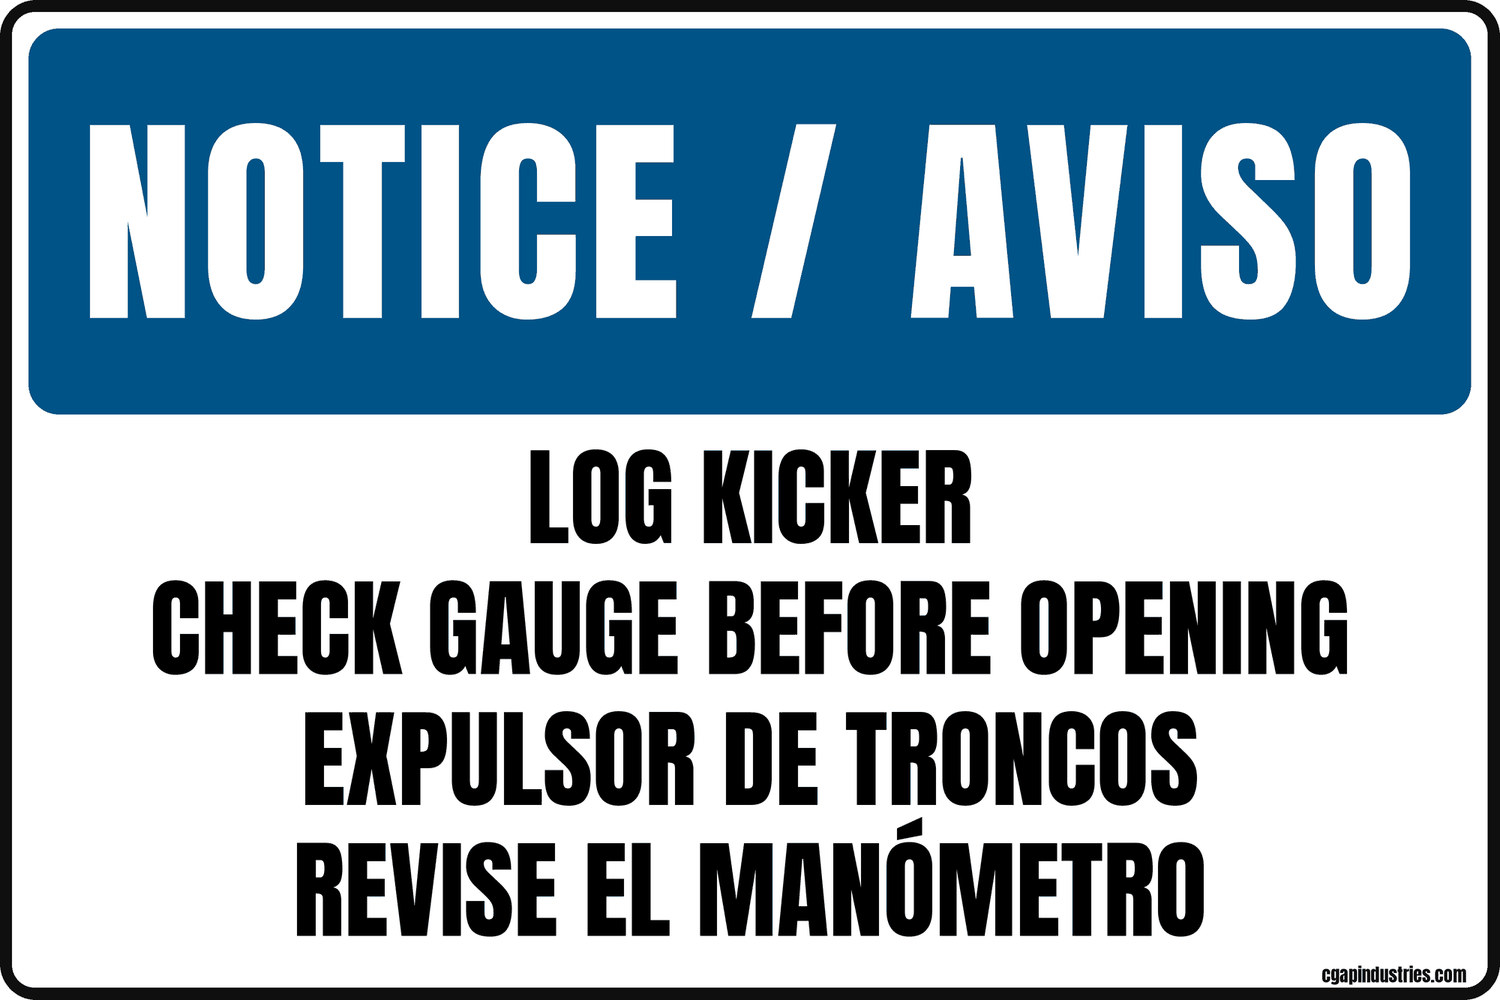 NOTICE / AVISO
LOG KICKER
CHECK GAUGE BEFORE OPENING
EXPULSOR DE TRONCOS
REVISE EL MANÓMETRO
cgapindustries.com